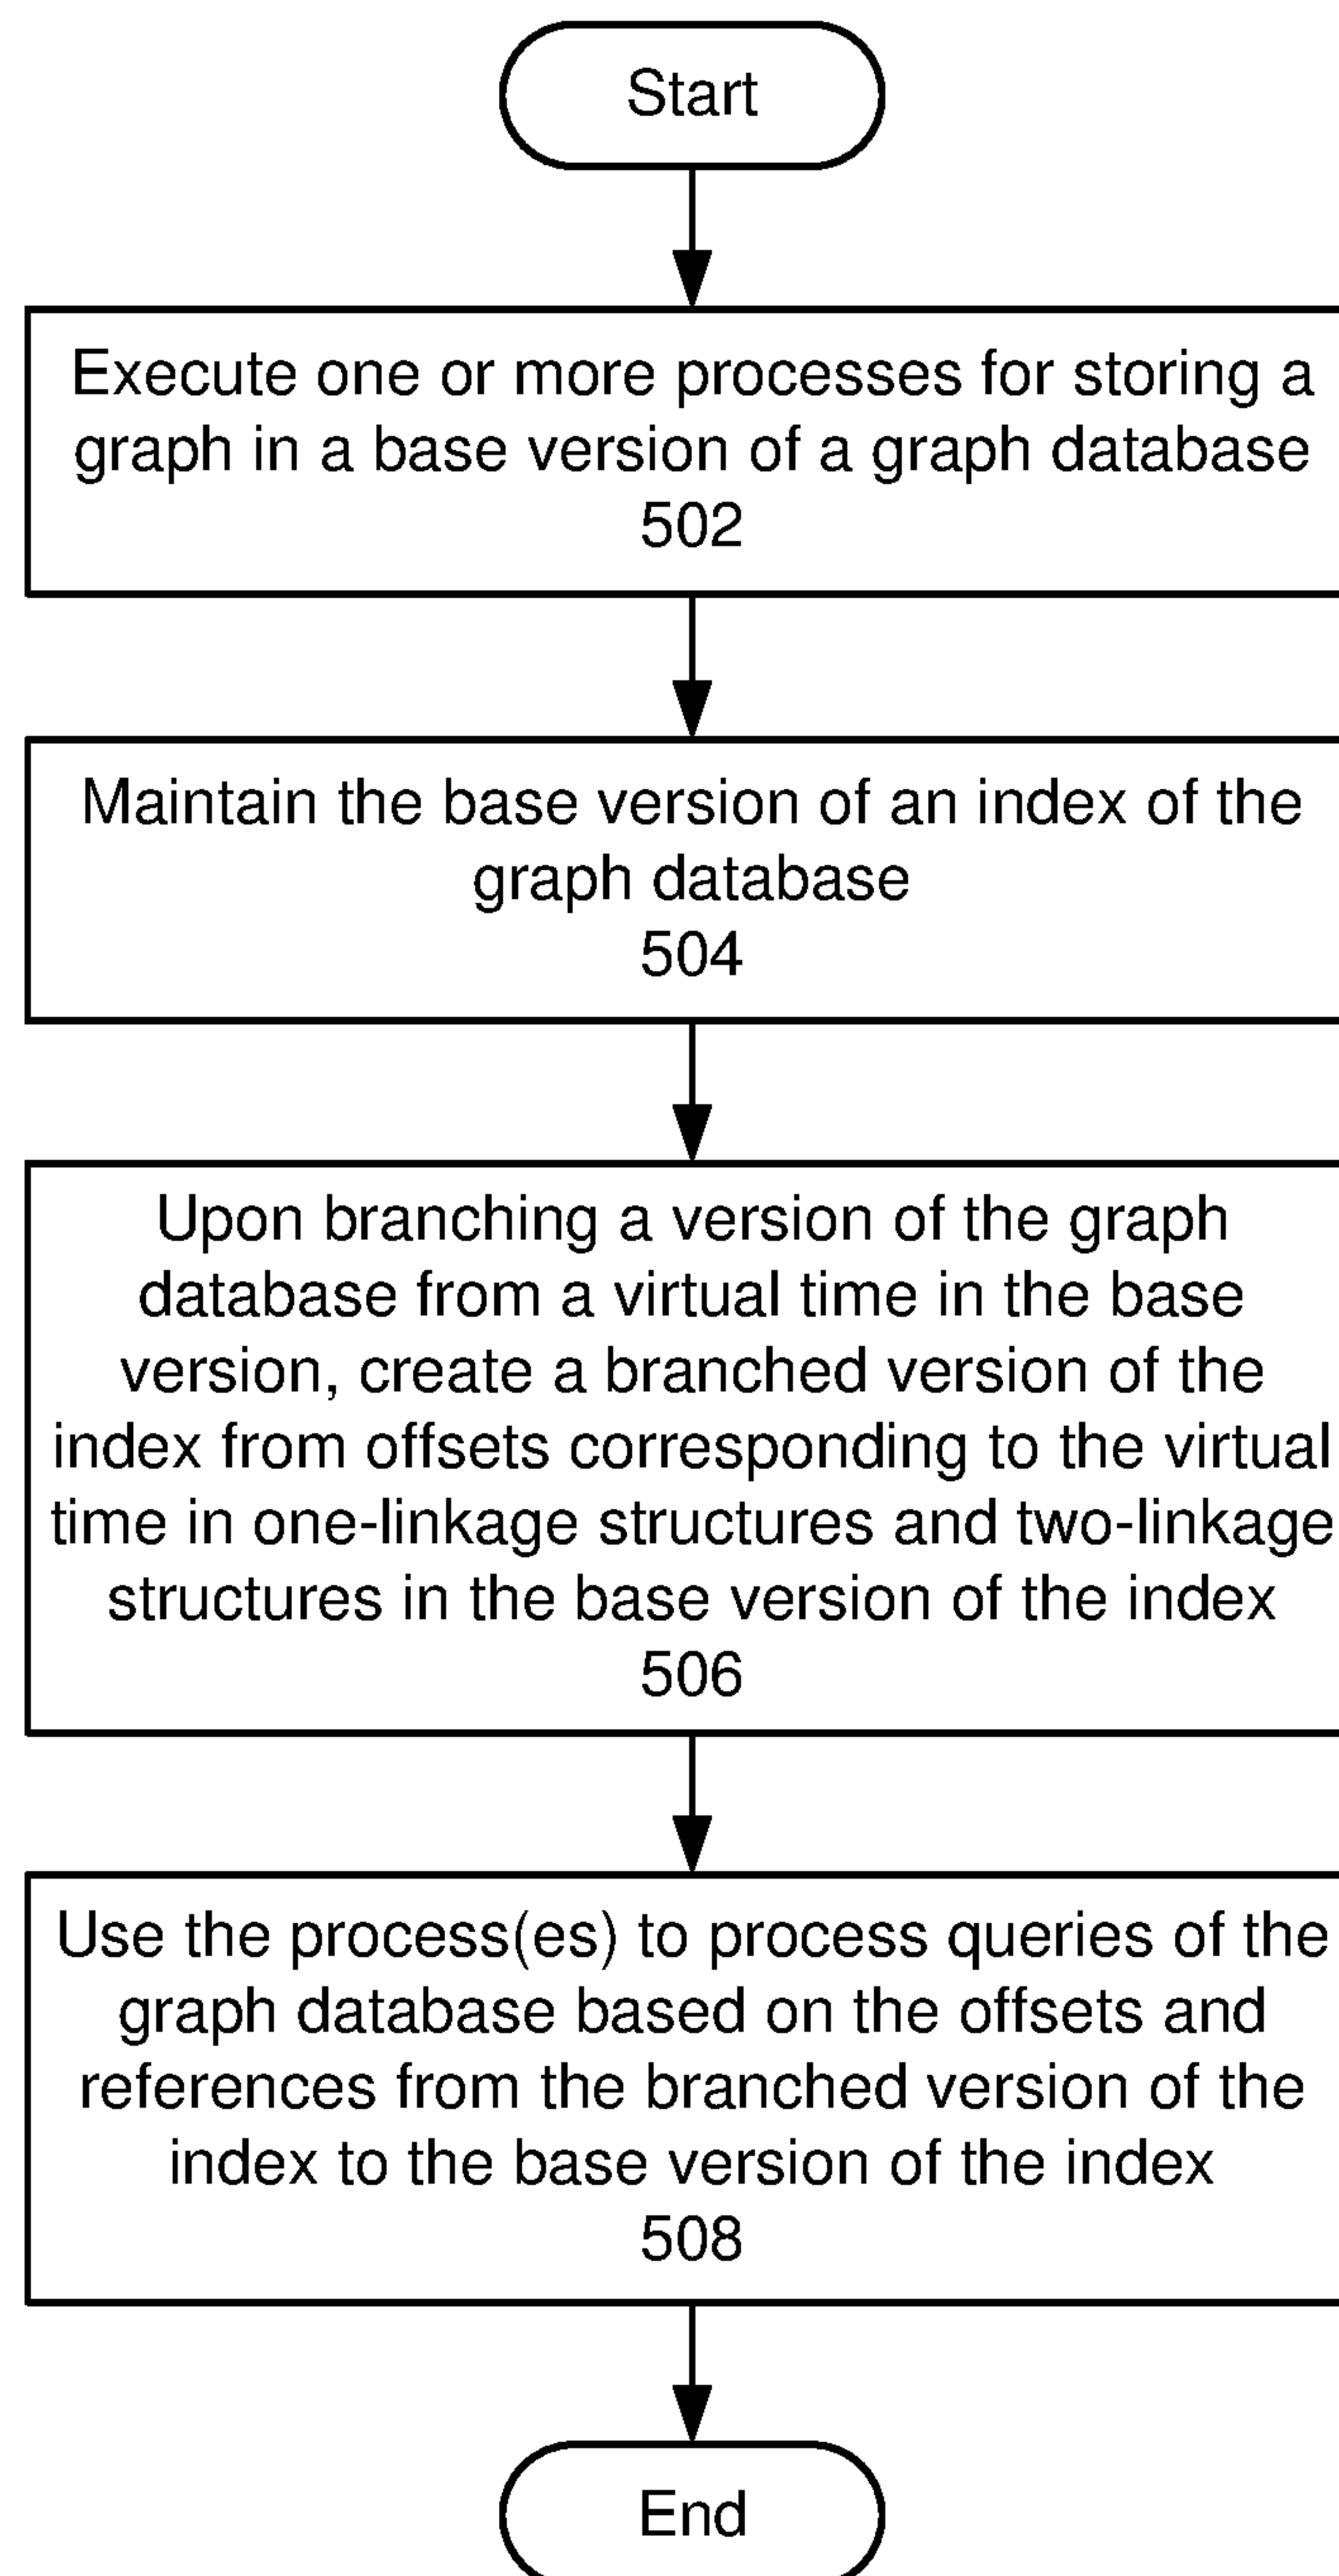 Start
Execute one or more processes for storing a
graph in a base version of a graph database
502
Maintain the base version of an index of the
graph database
504
Upon branching a version of the graph
database from a virtual time in the base
version, create a branched version of the
index from offsets corresponding to the virtual
time in one-linkage structures and two-linkage
structures in the base version of the index
506
Use the process(es) to process queries of the
graph database based on the offsets and
references from the branched version of the
index to the base version of the index
508
End